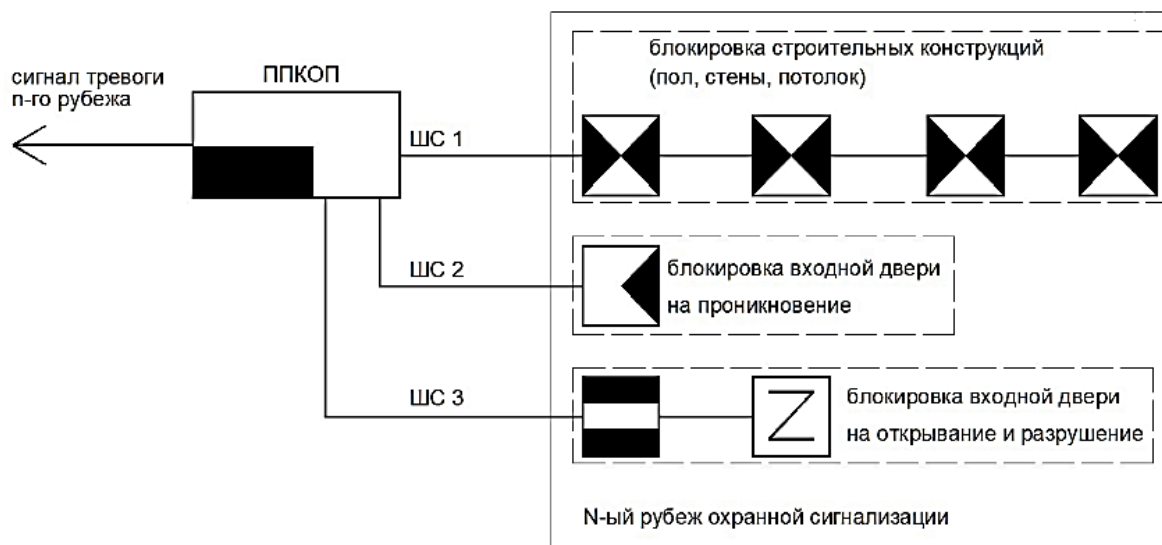 блокировка строительных конструкций
(пол, стены, потолок)
сигнал тревоги
n-го рубежа
ППКОП
ШС 1
ШС 2
блокировка входной двери
на проникновение
ШС 3
блокировка входной двери
на открывание и разрушение
N-ый рубеж охранной сигнализации